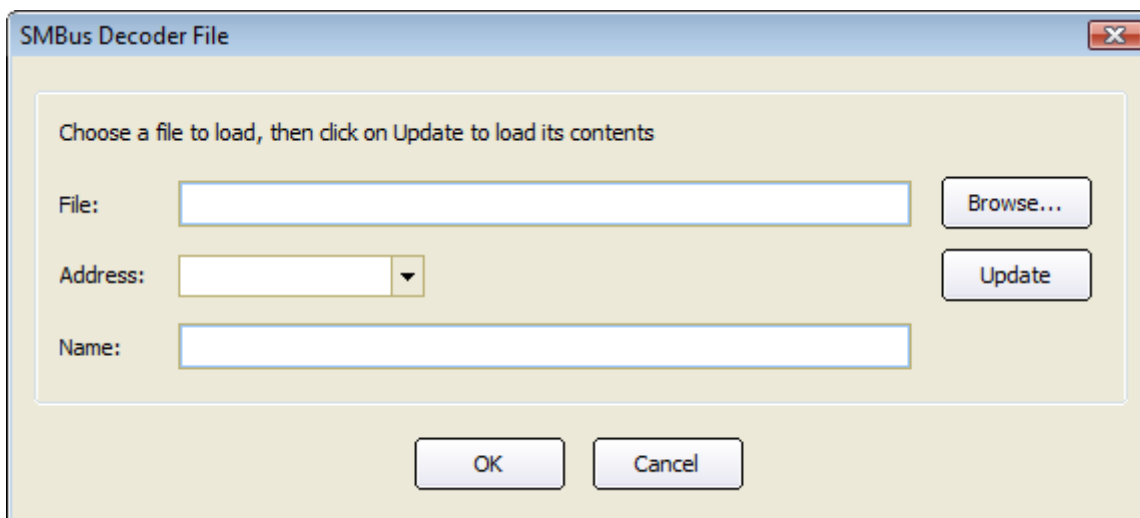 SMBus Decoder File
Choose a file to load, then click on Update to load its contents
File:
Browse...
Address:
Update
Name:
OK
Cancel